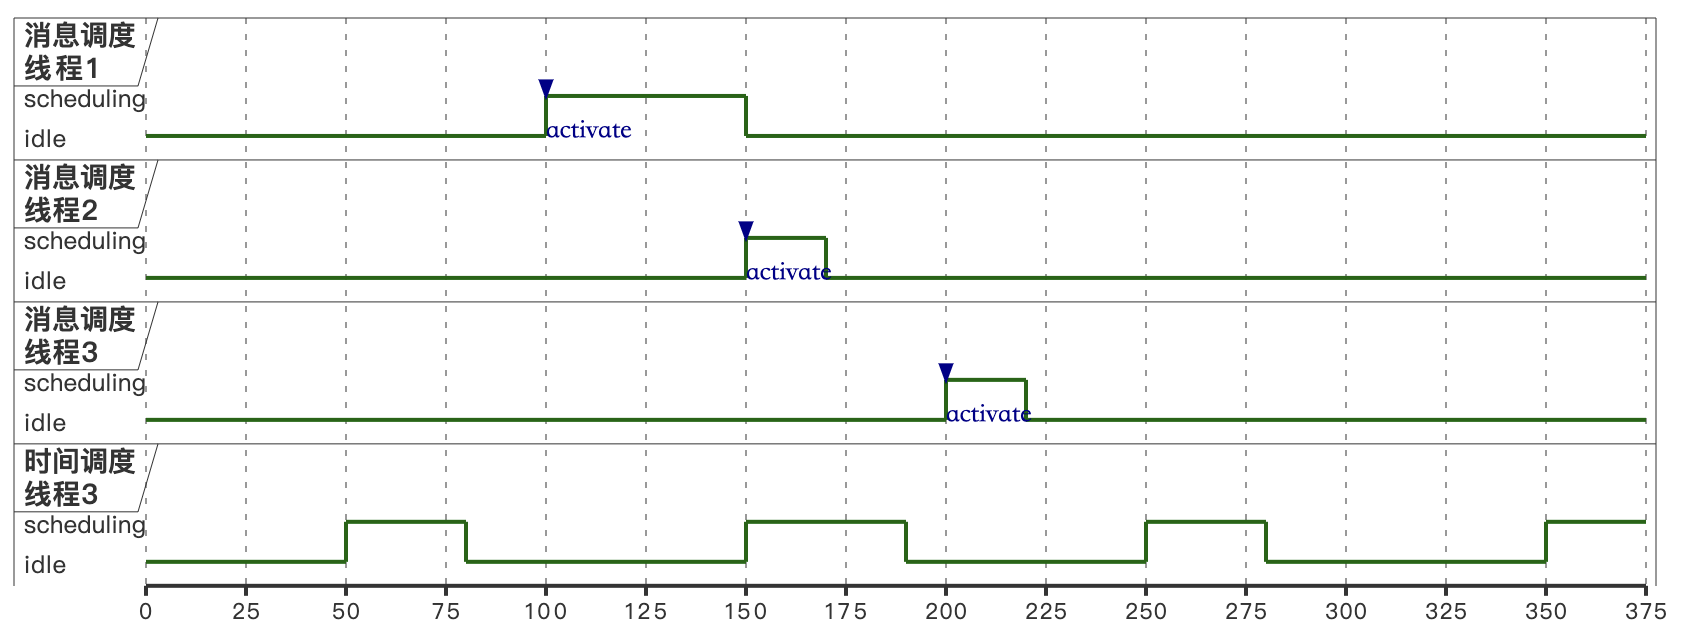 消息调度
线程1
scheduling
activate
idle
消息调度
线程2
scheduling
activate
idle
消息调度
线程3
scheduling
activate
idle
时间调度
线程3
scheduling
idle
0 25 50 75 100 125 150 175 200 225 250 275 300 325 350 375